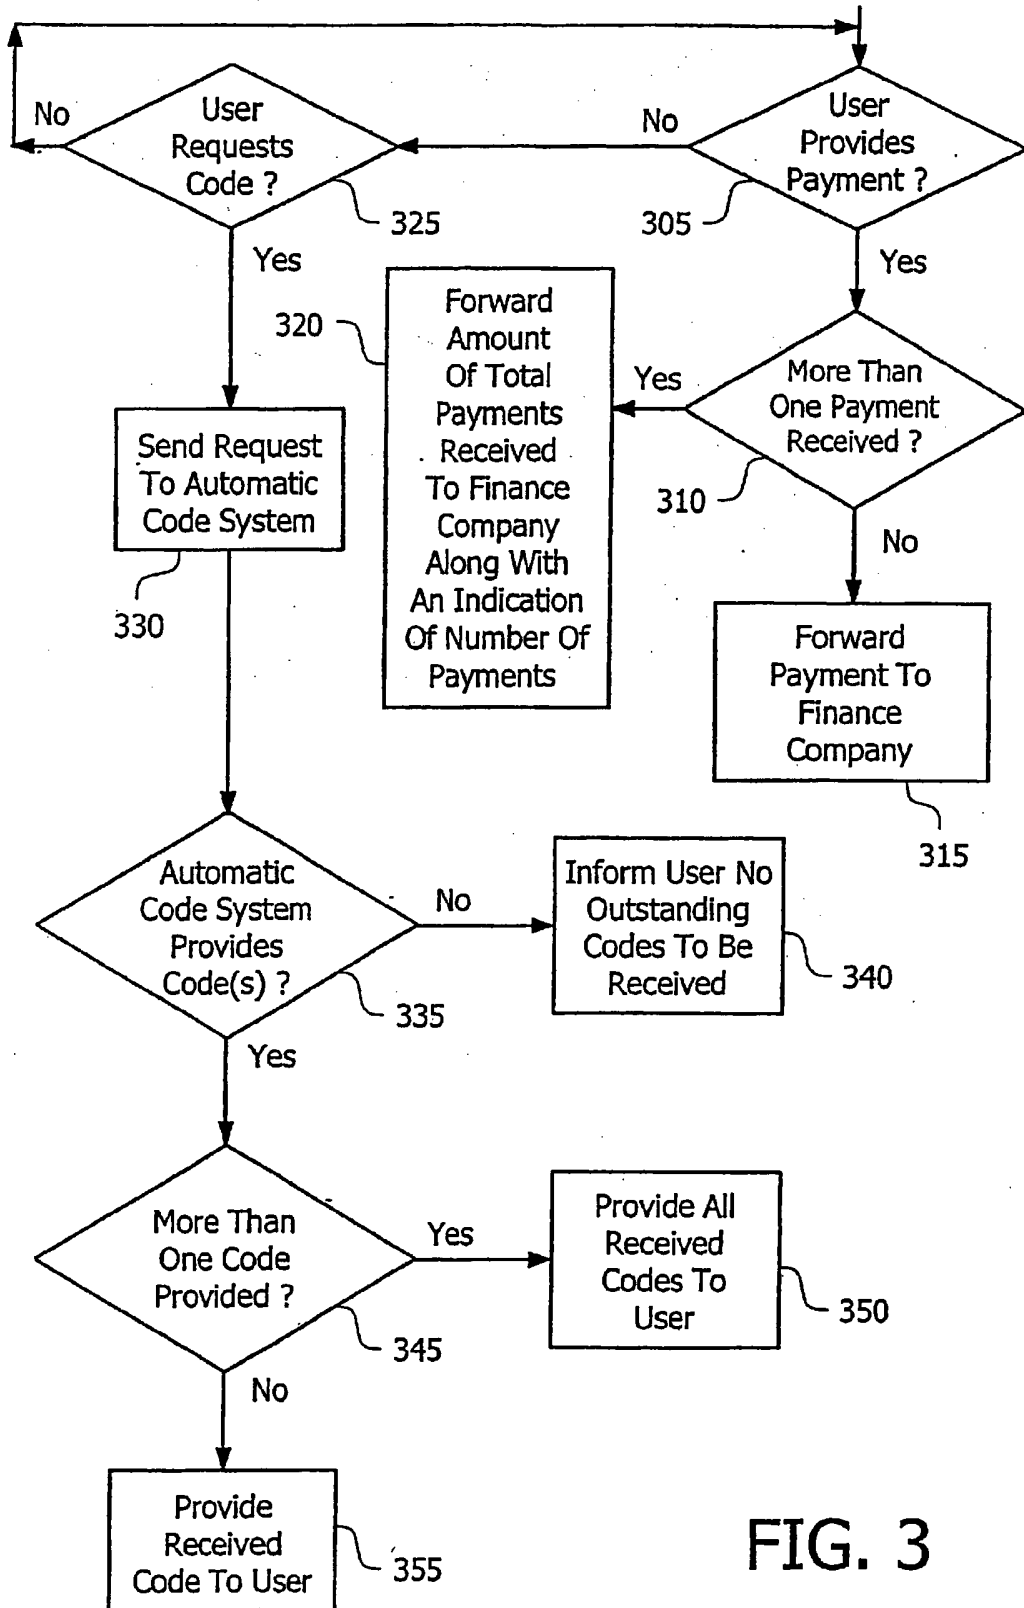 User
Provides
Payment ?
305
No
User
Requests
Code ?
325
No
Yes
Yes
More Than
One Payment
Received ?
310
Yes
Forward
Amount
Of Total
Payments
Received
To Finance
Company
Along With
An Indication
Of Number Of
Payments
320
No
Forward
Payment To
Finance
Company
315
Send Request
To Automatic
Code System
330
Automatic
Code System
Provides
Code(s) ?
335
No
Inform User No
Outstanding
Codes To Be
Received
340
Yes
More Than
One Code
Provided ?
345
Yes
Provide All
Received
Codes To
User
350
No
Provide
Received
Code To User
355
FIG. 3